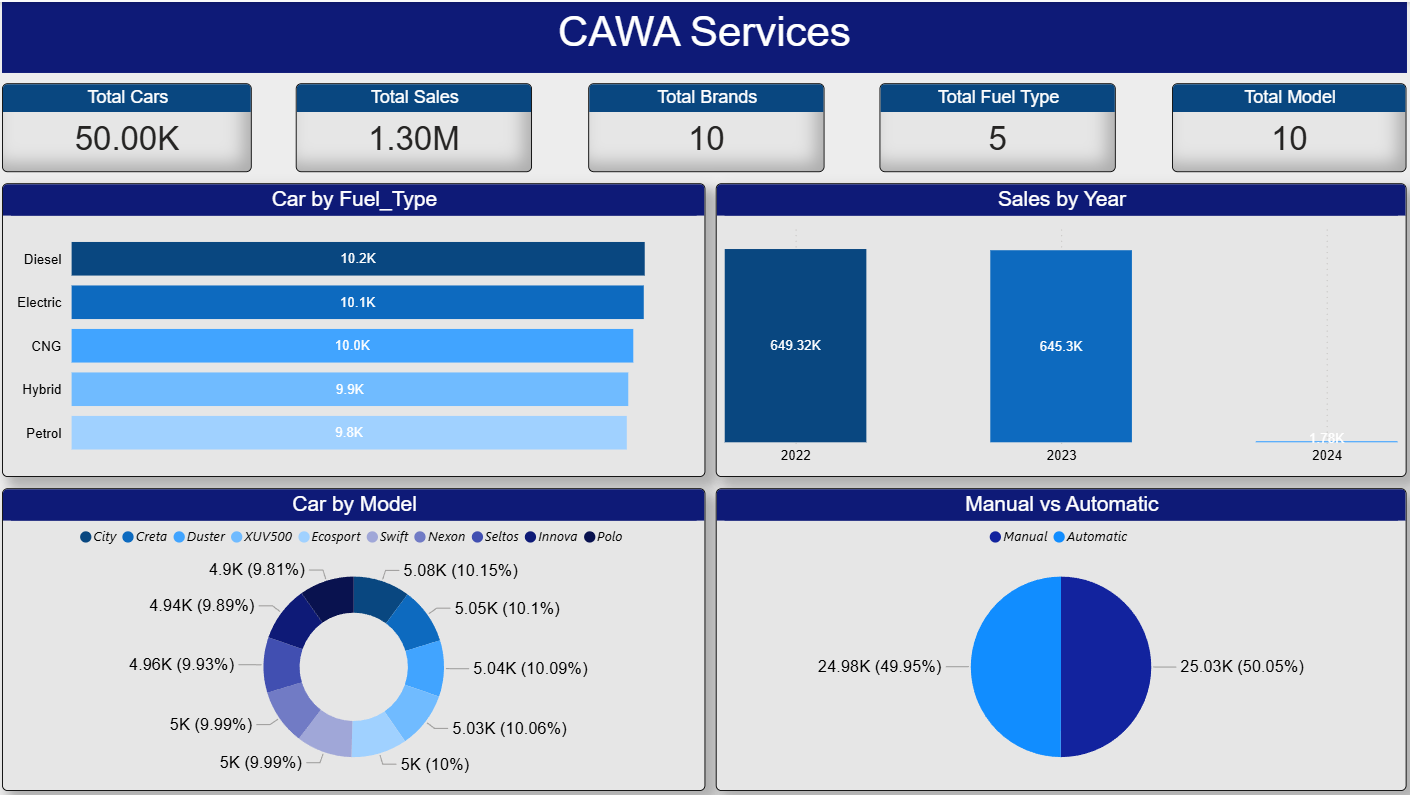 CAWA Services
Total Cars
50.00K
Total Sales
1.30M
Total Brands
10
Total Fuel Type
5
Total Model
10
Car by Fuel_Type
Diesel
10.2K
Electric
10.1K
CNG
10.0K
Hybrid
9.9K
Petrol
9.8K
Sales by Year
649.32K
645.3K
1.78K
2022
2023
2024
Car by Model
City Creta Duster XUV500 Ecosport Swift Nexon Seltos Innova Polo
4.9K (9.81%)
5.08K (10.15%)
4.94K (9.89%)
5.05K (10.1%)
4.96K (9.93%)
5.04K (10.09%)
5K (9.99%)
5.03K (10.06%)
5K (9.99%)
5K (10%)
Manual vs Automatic
Manual Automatic
24.98K (49.95%)
25.03K (50.05%)